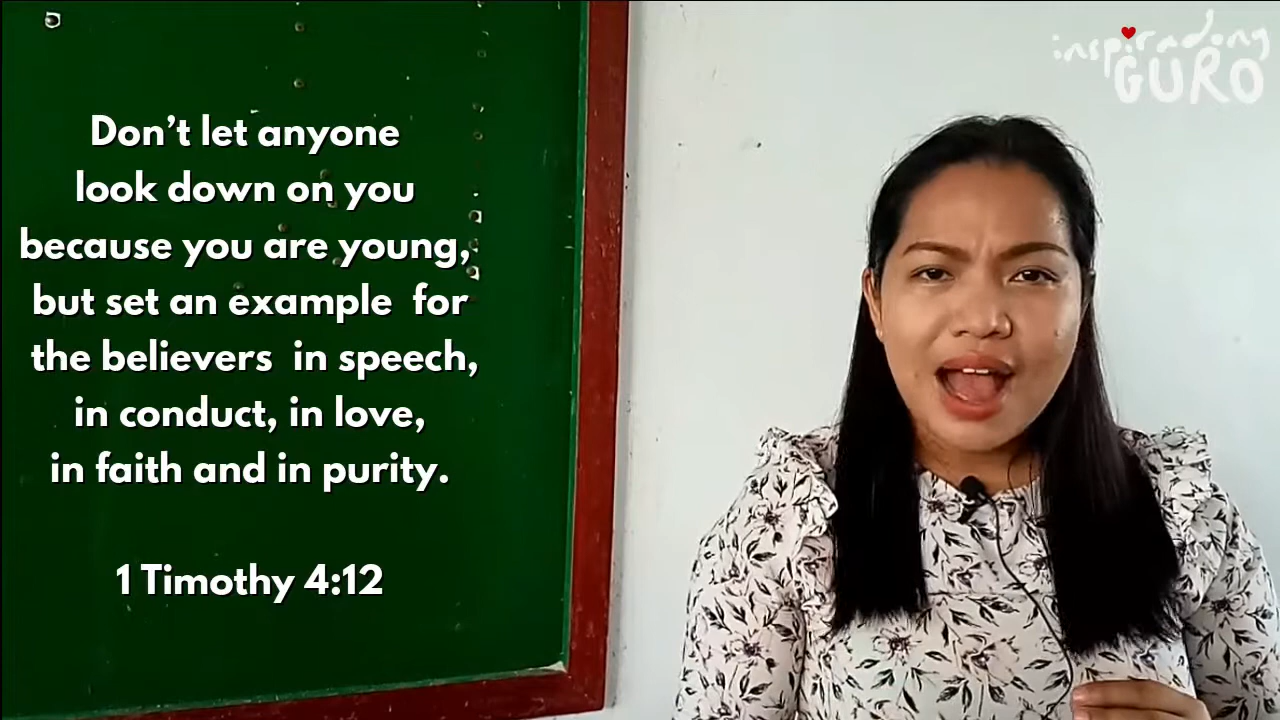 Don't let anyone
look down on you
because you are young,
but set an example  for
the believers  in speech,
in conduct, in love,
in faith and in purity.
1 Timothy 4:12
inspiradong
GURO